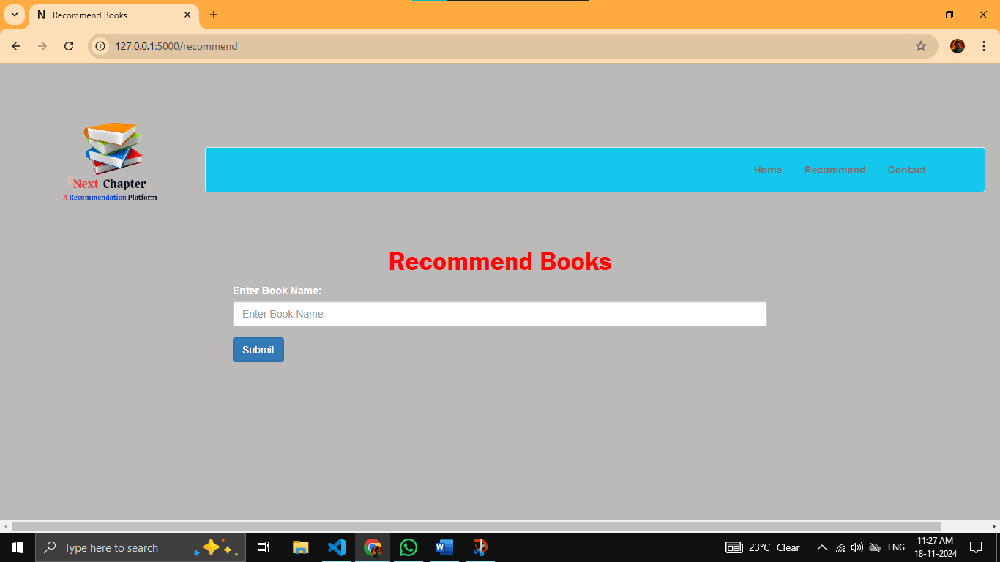 N Recommend Books
127.0.0.1:5000/recommend
Next Chapter
A Recommendation Platform
Home Recommend Contact
Recommend Books
Enter Book Name:
Enter Book Name
Submit
Type here to search
23°C Clear
ENG
11:27 AM
18-11-2024